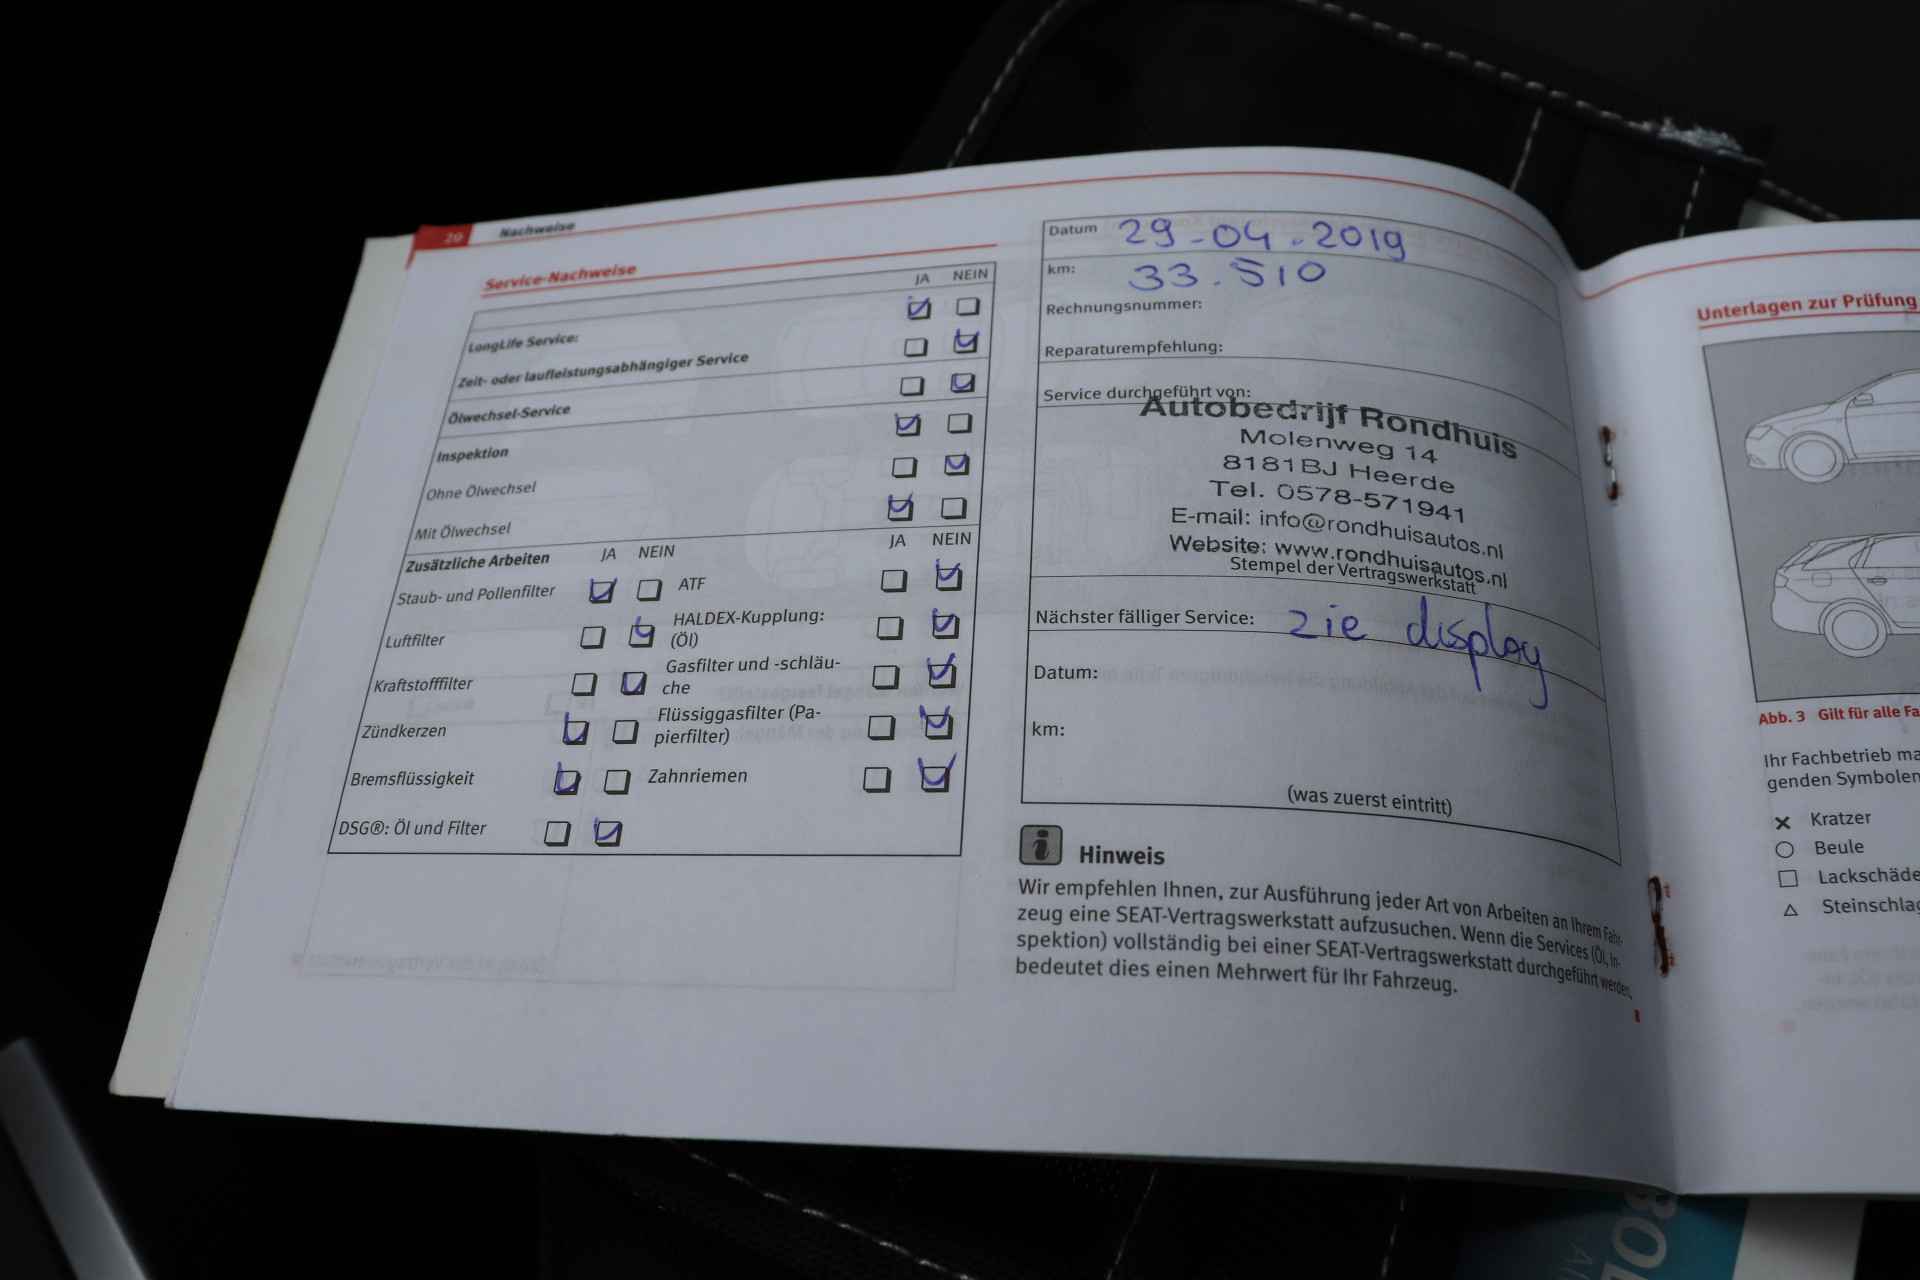 20 Nachweise
Service-Nachweise
JA NEIN
LongLife Service:
Zeit- oder laufleistungsabhängiger Service
Ölwechsel-Service
Inspektion
Ohne Ölwechsel
Mit Ölwechsel
Zusätzliche Arbeiten JA NEIN JA NEIN
Staub- und Pollenfilter ATF
Luftfilter HALDEX-Kupplung:
(Öl)
Kraftstofffilter Gasfilter und -schläu-
che
Zündkerzen Flüssiggasfilter (Pa-
pierfilter)
Bremsflüssigkeit Zahnriemen
DSG®: Öl und Filter
Datum 29-04-2019
km: 33.510
Rechnungsnummer:
Reparaturempfehlung:
Service durchgeführt von:
Autobedrijf Rondhuis
Molenweg 14
8181BJ Heerde
Tel. 0578-571941
E-mail: info@rondhuisautos.nl
Website: www.rondhuisautos.nl
Stempel der Vertragswerkstatt
Nächster fälliger Service: zie display
Datum:
km:
(was zuerst eintritt)
Hinweis
Wir empfehlen Ihnen, zur Ausführung jeder Art von Arbeiten an Ihrem Fahr-
zeug eine SEAT-Vertragswerkstatt aufzusuchen. Wenn die Services (Öl, In-
spektion) vollständig bei einer SEAT-Vertragswerkstatt durchgeführt werden,
bedeutet dies einen Mehrwert für Ihr Fahrzeug.
Unterlagen zur Prüfung
Abb. 3 Gilt für alle Fa
Ihr Fachbetrieb ma
genden Symbolen
Kratzer
Beule
Lackschäde
Steinschlag